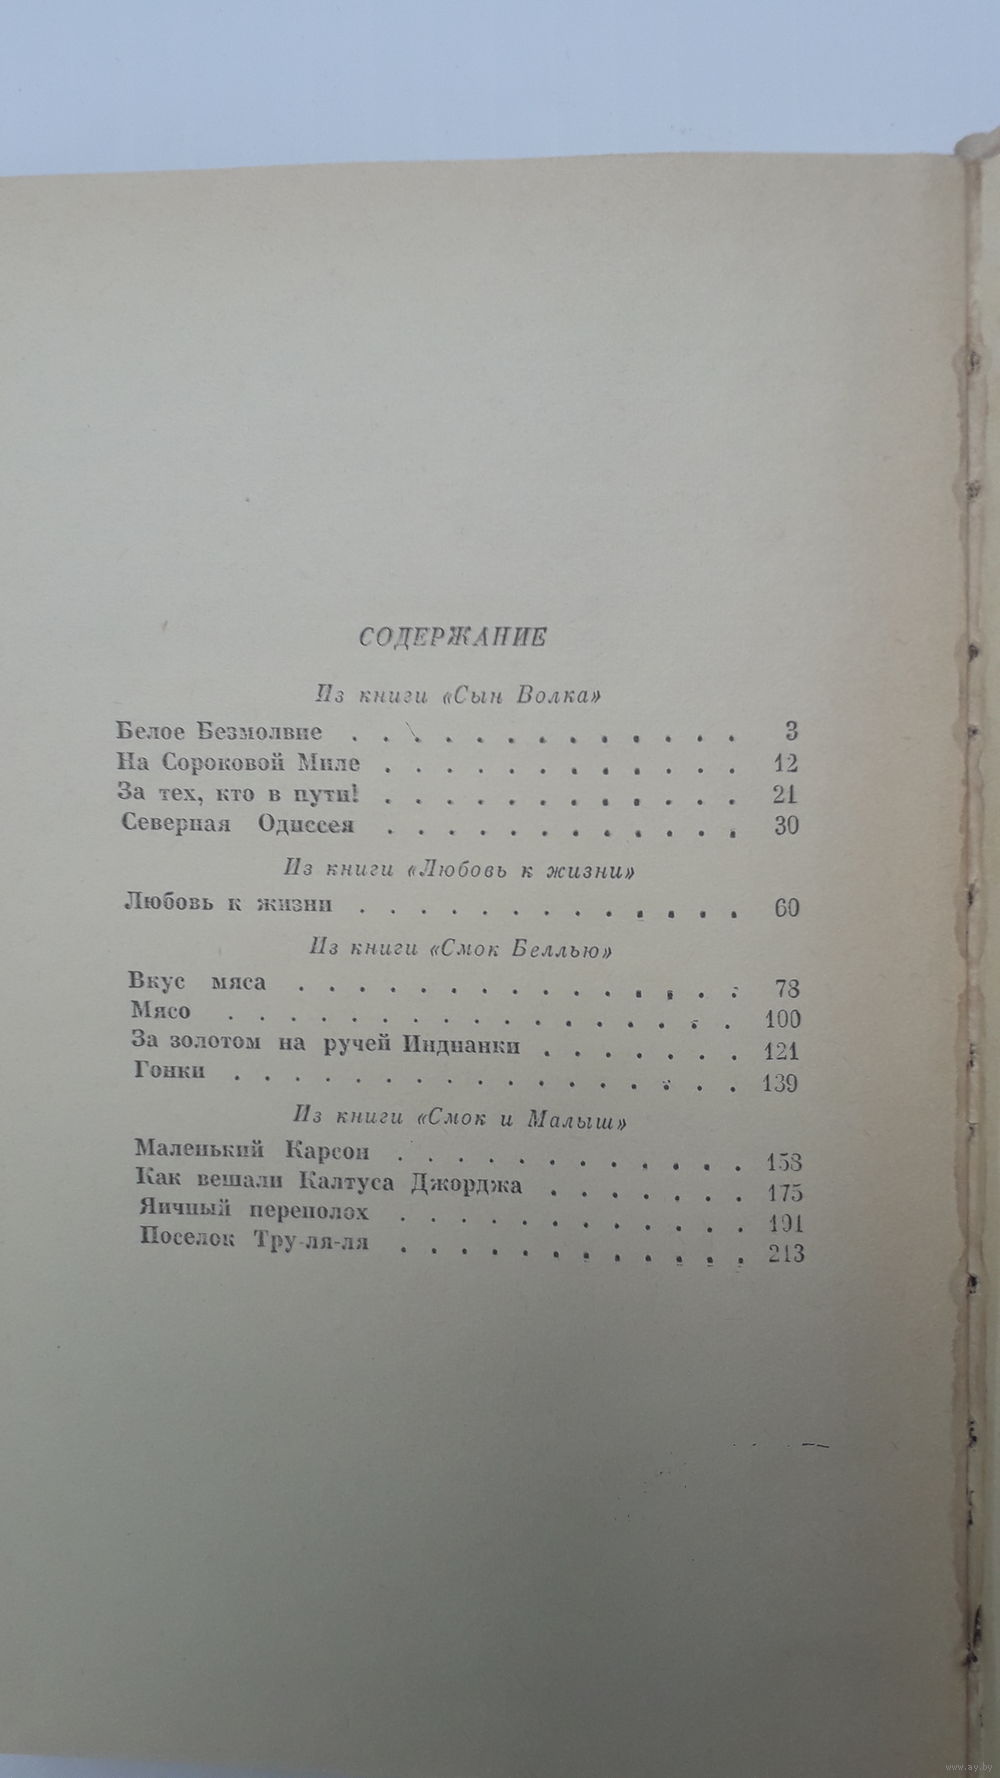 СОДЕРЖАНИЕ
Из книги «Сын Волка»
Белое Безмолвие . . . . . . . . . . . . . 3
На Сороковой Миле . . . . . . . . . . . . 12
За тех, кто в пути! . . . . . . . . . . . . 21
Северная Одиссея . . . . . . . . . . . . 30
Из книги «Любовь к жизни»
Любовь к жизни . . . . . . . . . . . . . 60
Из книги «Смок Беллью»
Вкус мяса . . . . . . . . . . . . . . . 78
Мясо . . . . . . . . . . . . . . . . . 100
За золотом на ручей Индианки . . . . . . . 121
Гонки . . . . . . . . . . . . . . . . . 139
Из книги «Смок и Малыш»
Маленький Карсон . . . . . . . . . . . . 158
Как вешали Калтуса Джорджа . . . . . . . 175
Яичный переполох . . . . . . . . . . . . 191
Поселок Тру-ля-ля . . . . . . . . . . . . 213
www.ay.by